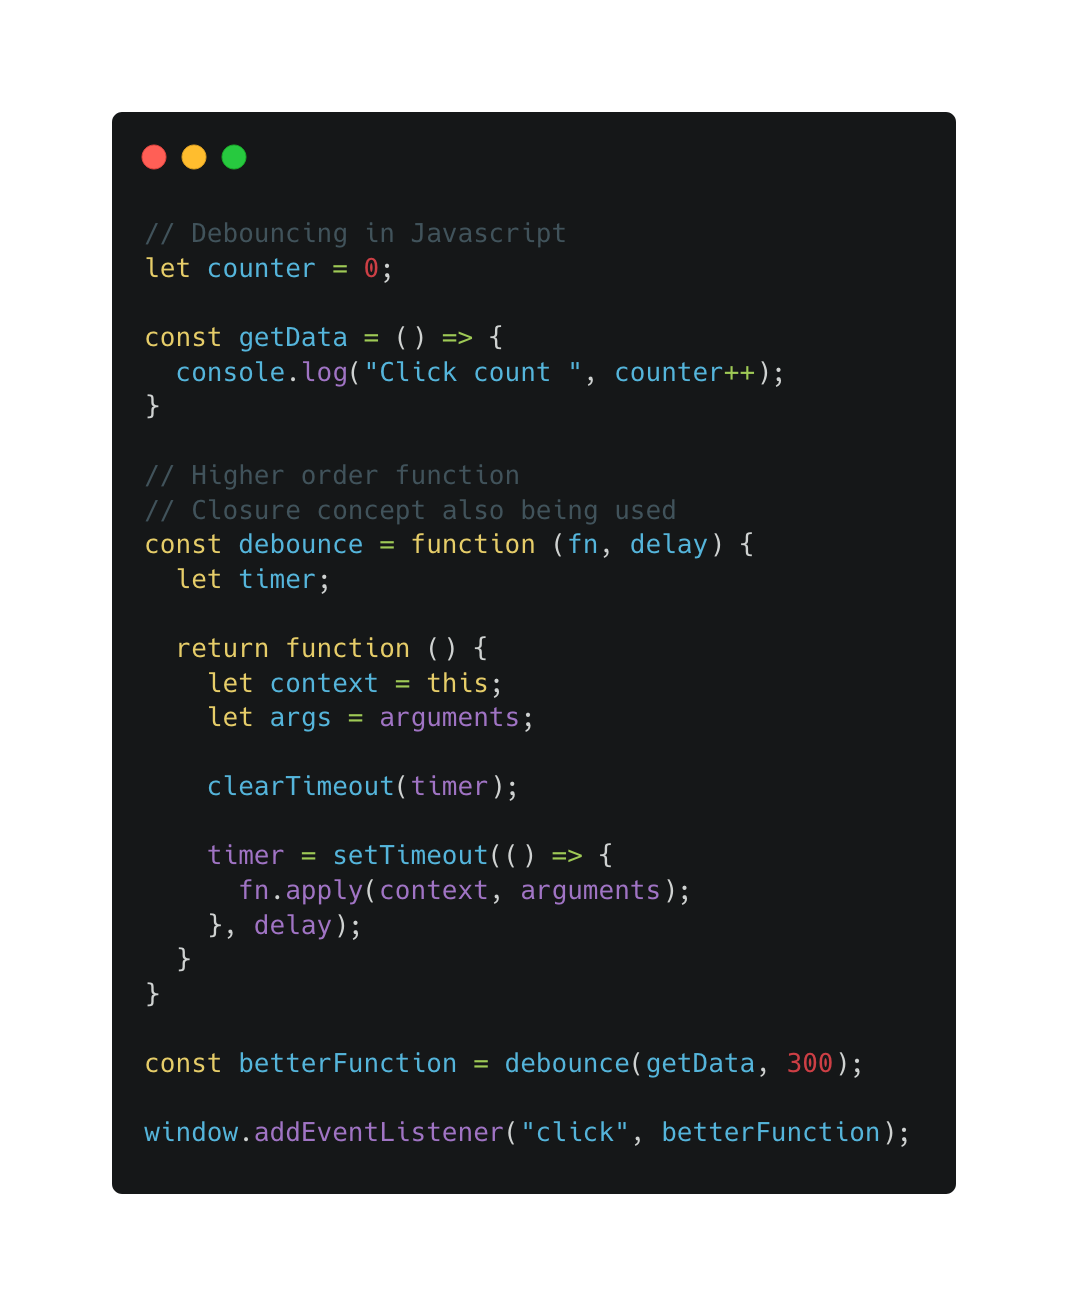 // Debouncing in Javascript
let counter = 0;

const getData = () => {
  console.log("Click count ", counter++);
}

// Higher order function
// Closure concept also being used
const debounce = function (fn, delay) {
  let timer;

  return function () {
    let context = this;
    let args = arguments;

    clearTimeout(timer);

    timer = setTimeout(() => {
      fn.apply(context, arguments);
    }, delay);
  }
}

const betterFunction = debounce(getData, 300);

window.addEventListener("click", betterFunction);